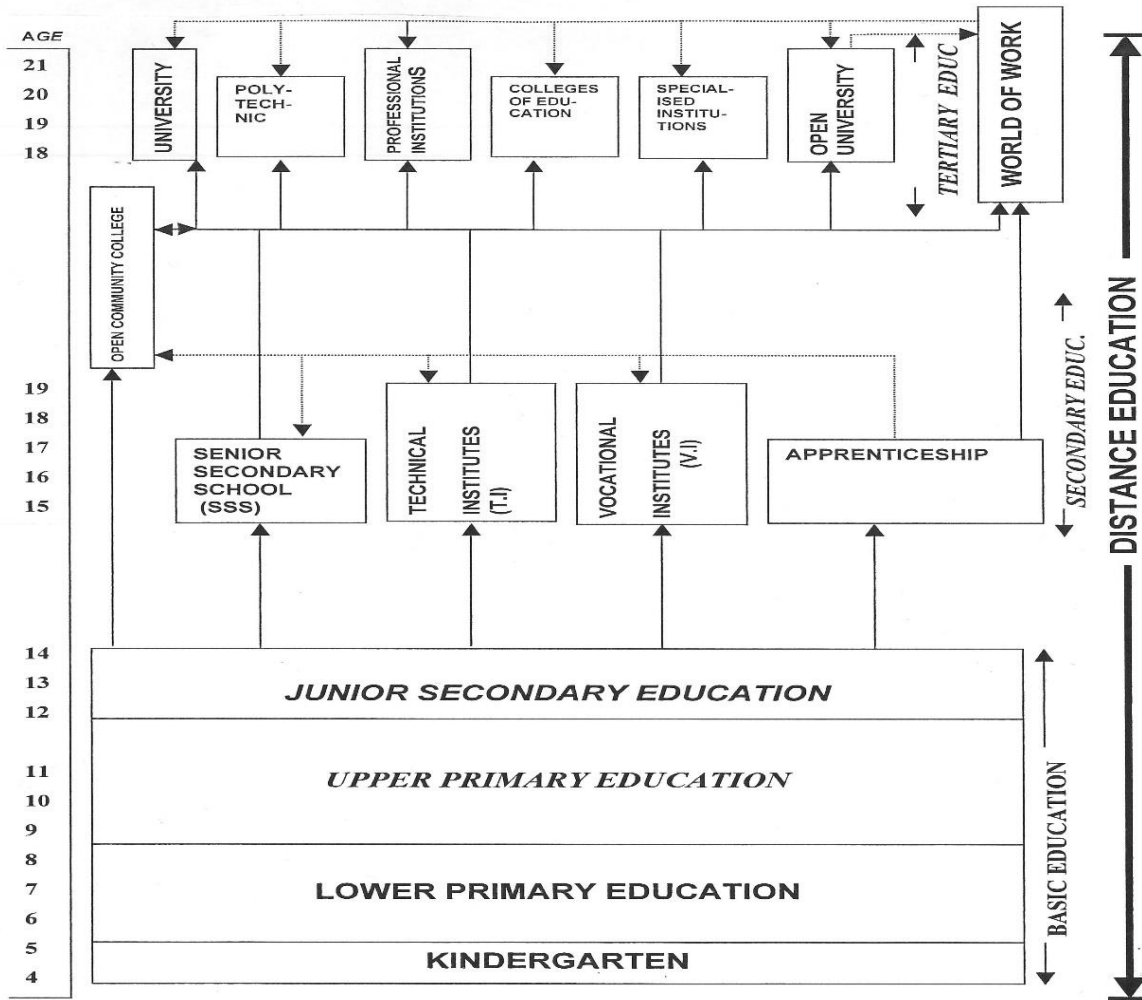 AGE
21
20
19
18
UNIVERSITY
POLY-
TECH-
NIC
PROFESSIONAL
INSTITUTIONS
COLLEGES
OF EDU-
CATION
SPECIAL-
ISED
INSTITU-
TIONS
OPEN
UNIVERSITY
TERTIARY EDUC
WORLD OF WORK
OPEN COMMUNITY COLLEGE
19
18
17
16
15
SENIOR
SECONDARY
SCHOOL
(SSS)
TECHNICAL
INSTITUTES
(T.I)
VOCATIONAL
INSTITUTES
(V.I)
APPRENTICESHIP
SECONDARY EDUC.
DISTANCE EDUCATION
14
13
12
JUNIOR SECONDARY EDUCATION
11
10
9
UPPER PRIMARY EDUCATION
8
7
6
LOWER PRIMARY EDUCATION
5
4
KINDERGARTEN
BASIC EDUCATION